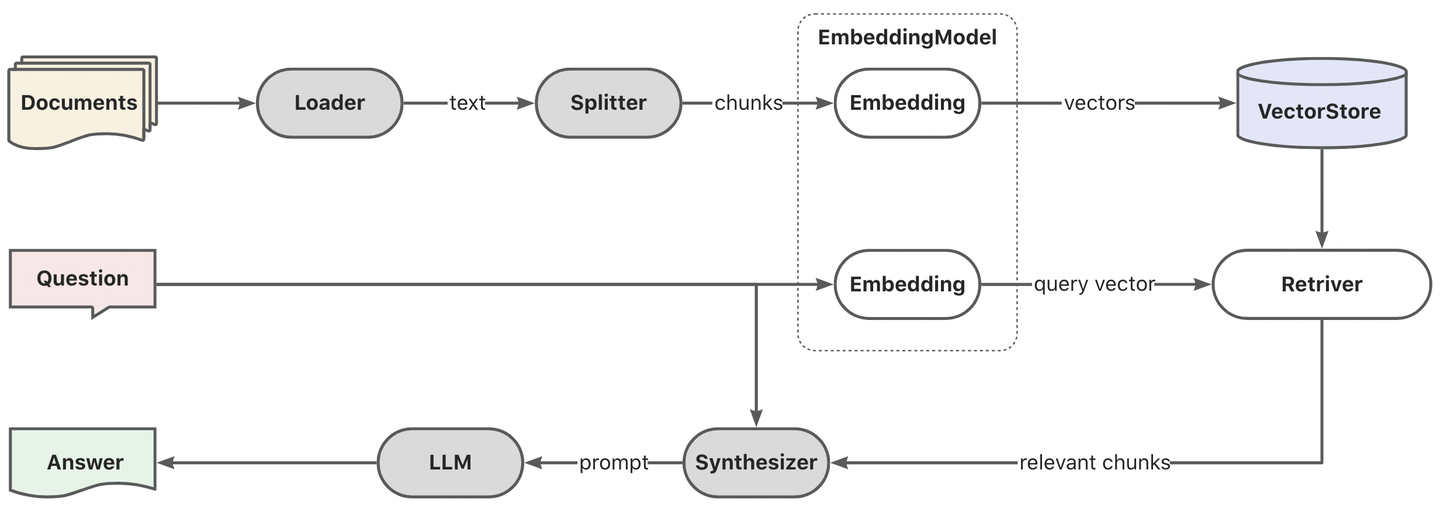 EmbeddingModel
Documents
Loader
text
Splitter
chunks
Embedding
vectors
VectorStore
Question
Embedding
query vector
Retriver
Answer
LLM
prompt
Synthesizer
relevant chunks